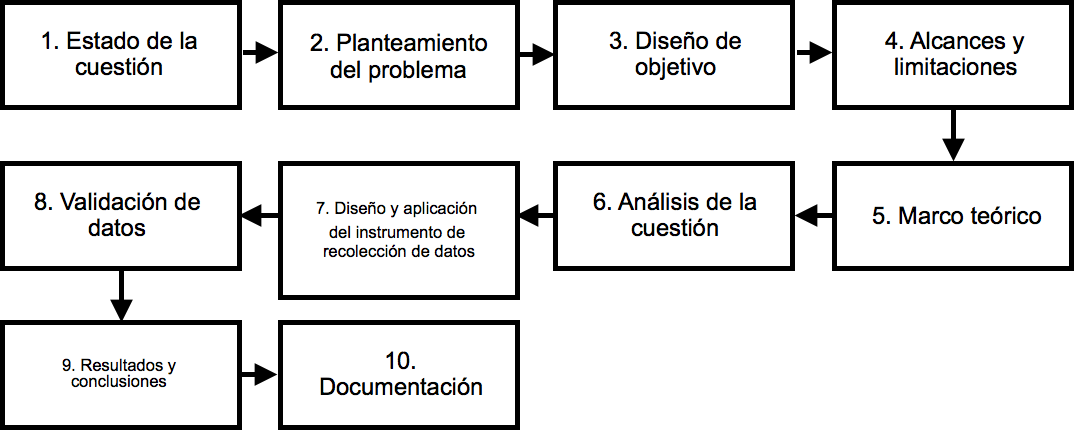 1. Estado de la
cuestión
2. Planteamiento
del problema
3. Diseño de
objetivo
4. Alcances y
limitaciones
5. Marco teórico
6. Análisis de la
cuestión
7. Diseño y aplicación
del instrumento de
recolección de datos
8. Validación de
datos
9. Resultados y
conclusiones
10.
Documentación